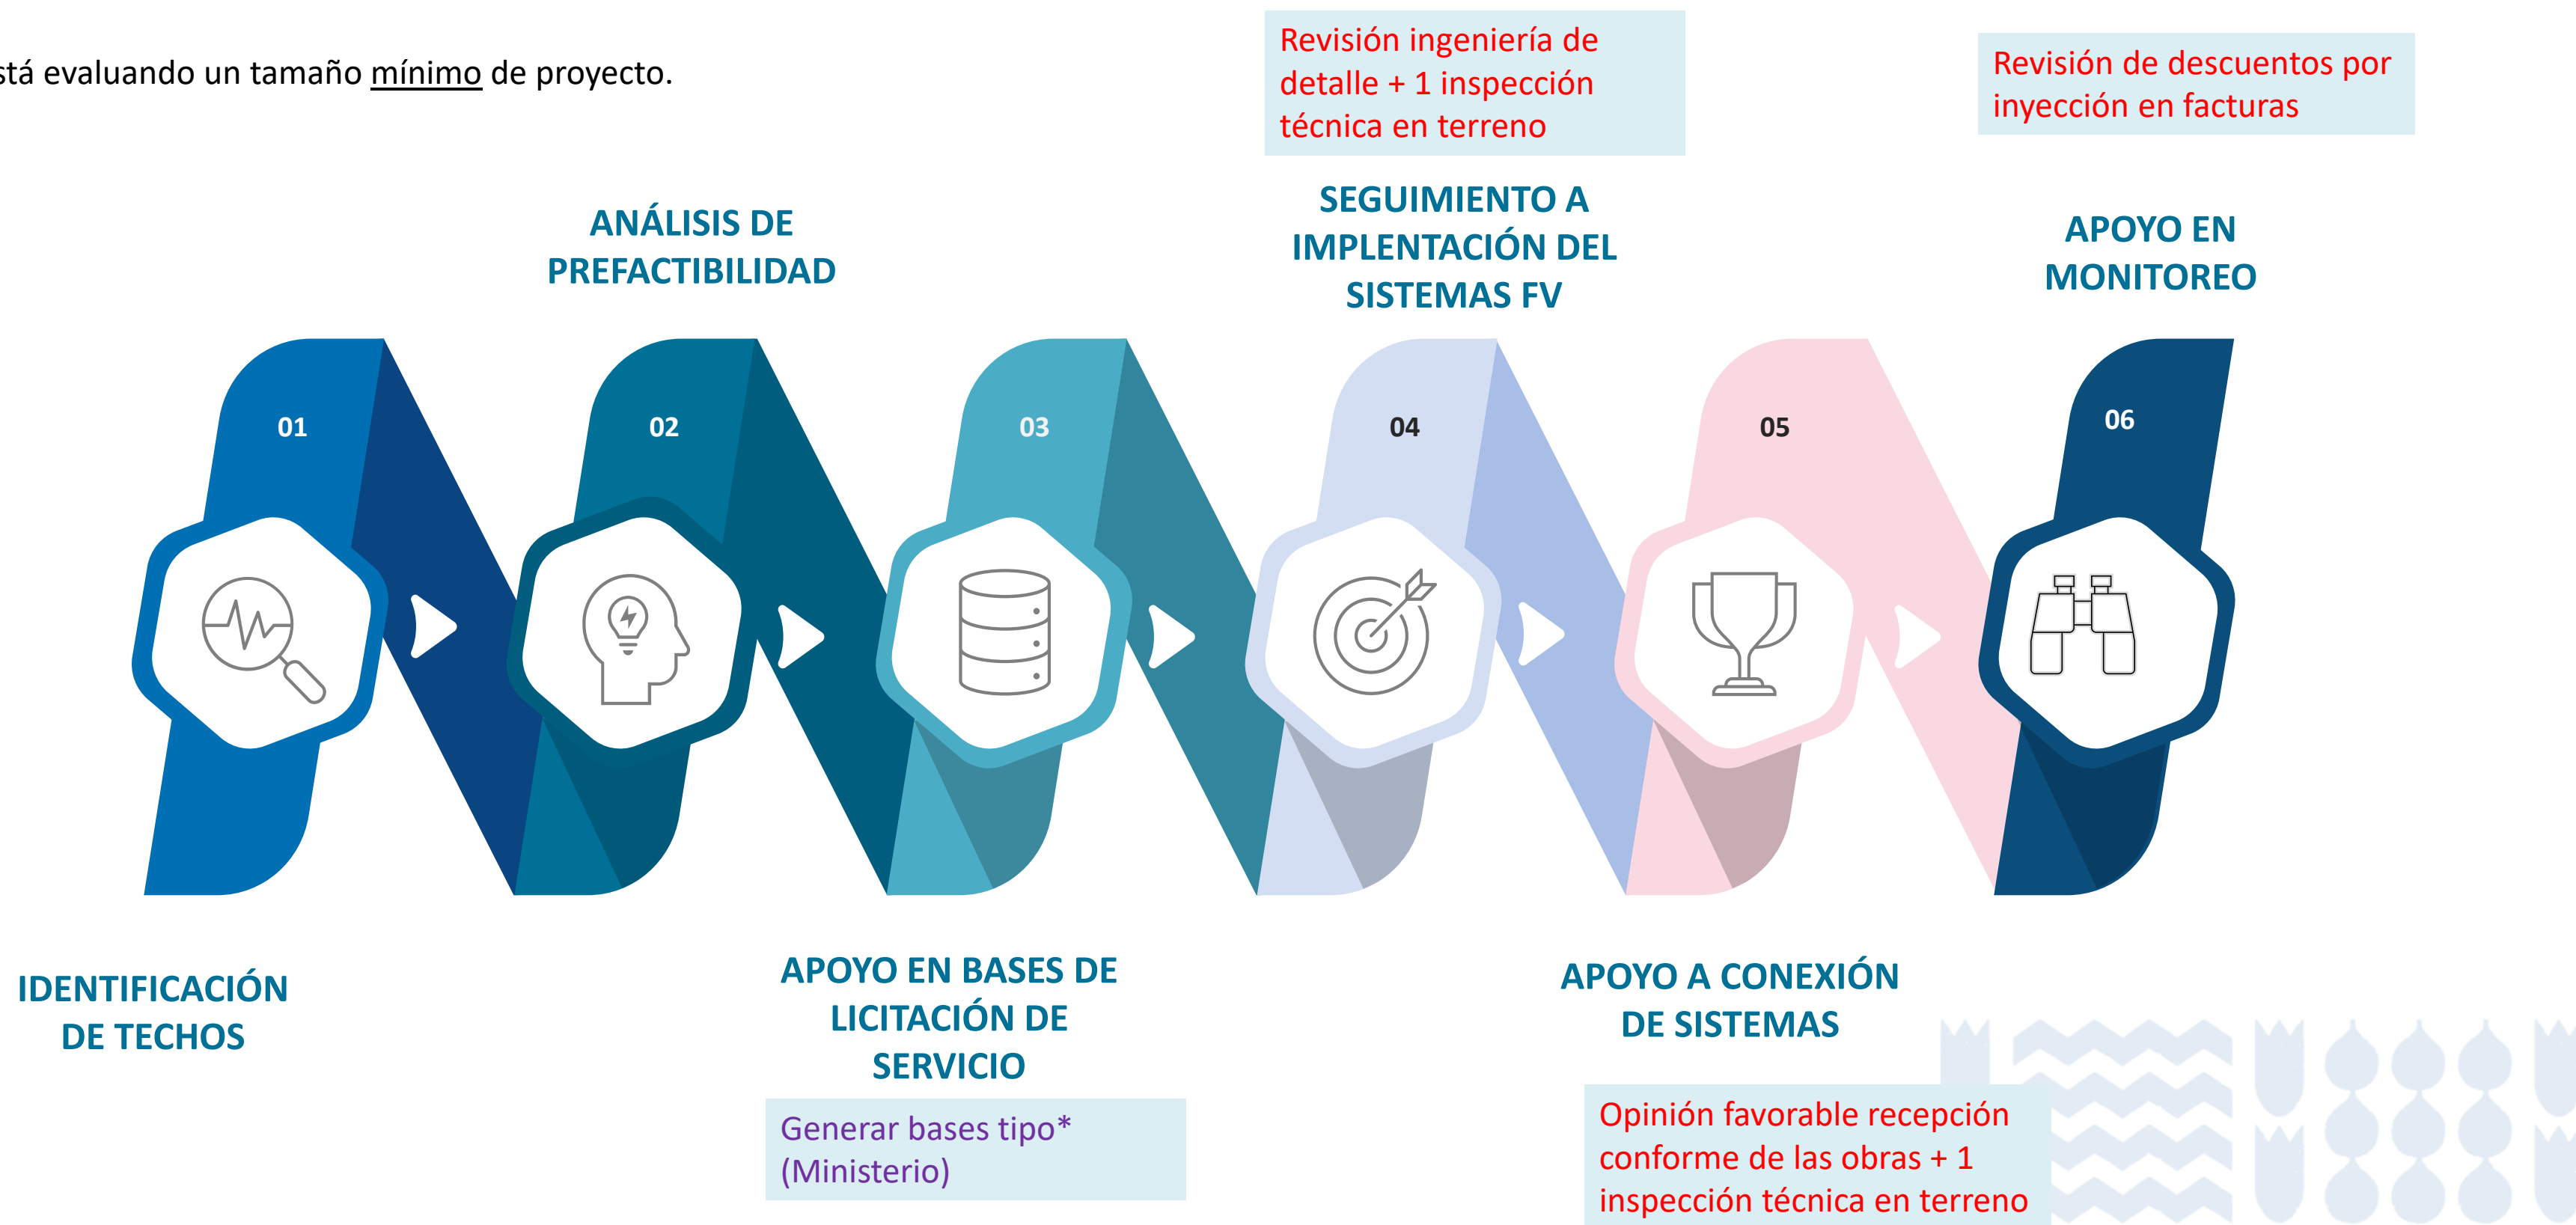 stá evaluando un tamaño mínimo de proyecto.
Revisión ingeniería de
detalle + 1 inspección
técnica en terreno
Revisión de descuentos por
inyección en facturas
ANÁLISIS DE
PREFACTIBILIDAD
SEGUIMIENTO A
IMPLENTACIÓN DEL
SISTEMAS FV
APOYO EN
MONITOREO
01
02
03
04
05
06
IDENTIFICACIÓN
DE TECHOS
APOYO EN BASES DE
LICITACIÓN DE
SERVICIO
Generar bases tipo*
(Ministerio)
APOYO A CONEXIÓN
DE SISTEMAS
Opinión favorable recepción
conforme de las obras + 1
inspección técnica en terreno